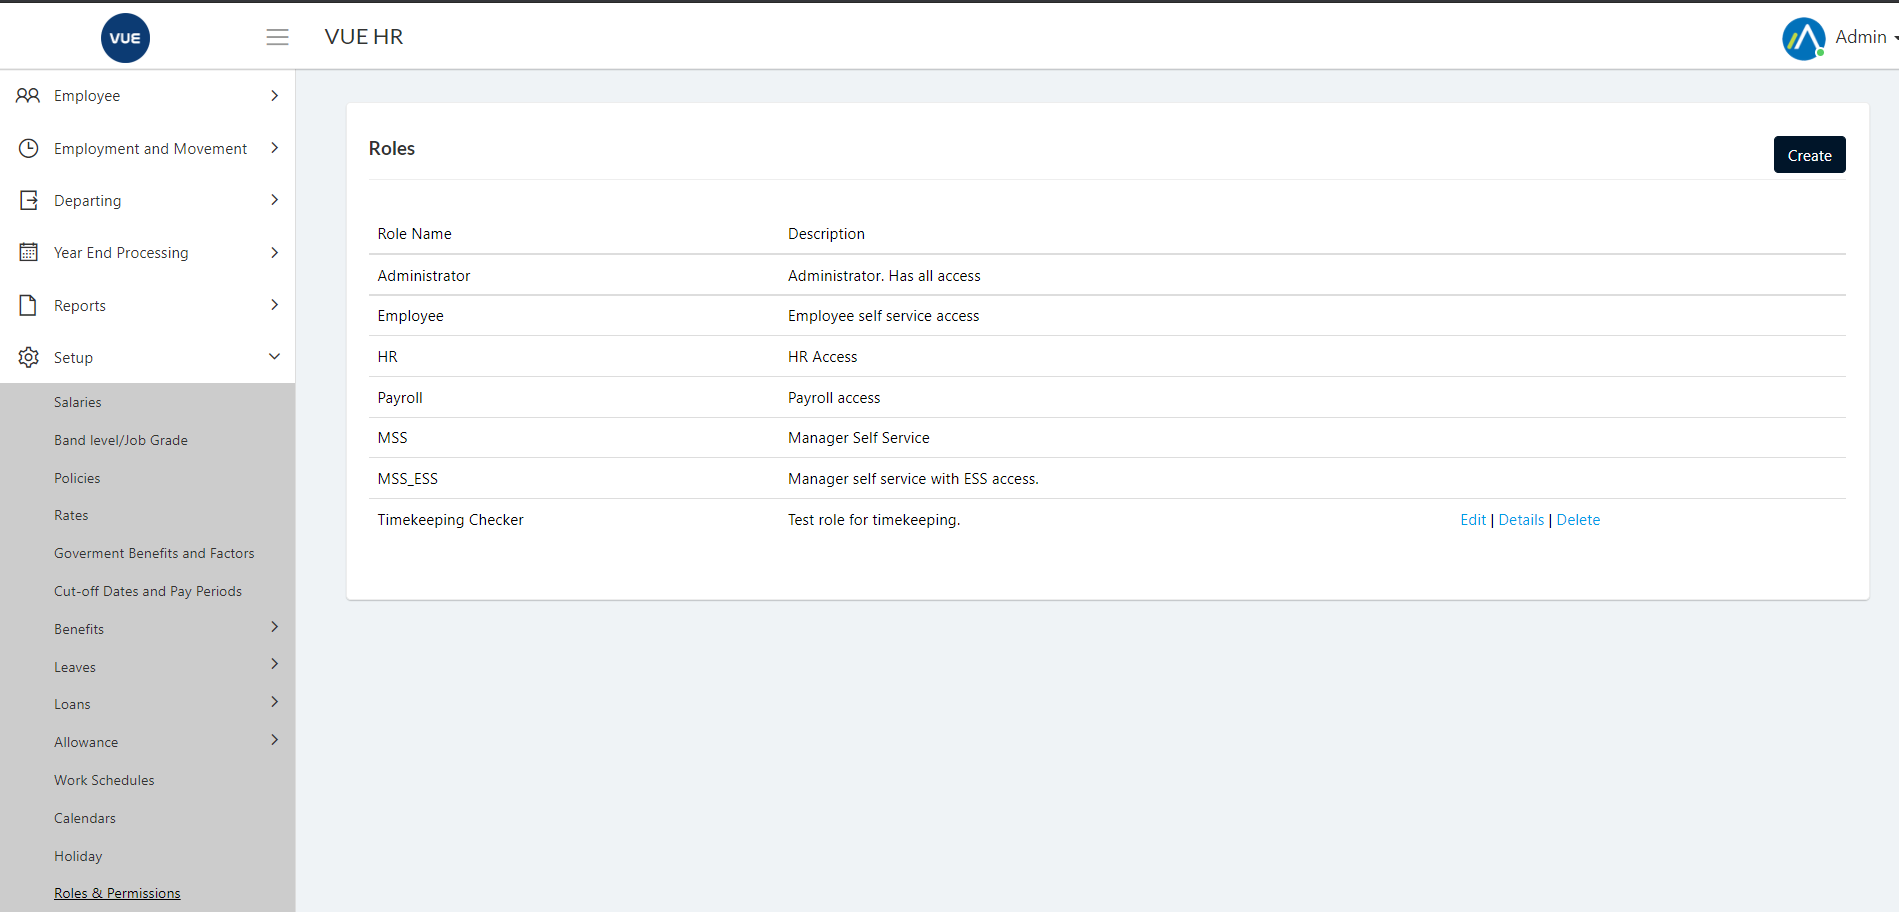 VUE
VUE HR
Admin
Employee
Employment and Movement
Departing
Year End Processing
Reports
Setup
Salaries
Band level/Job Grade
Policies
Rates
Goverment Benefits and Factors
Cut-off Dates and Pay Periods
Benefits
Leaves
Loans
Allowance
Work Schedules
Calendars
Holiday
Roles & Permissions
Roles
Create
Role Name Description
Administrator Administrator. Has all access
Employee Employee self service access
HR HR Access
Payroll Payroll access
MSS Manager Self Service
MSS_ESS Manager self service with ESS access.
Timekeeping Checker Test role for timekeeping. Edit | Details | Delete